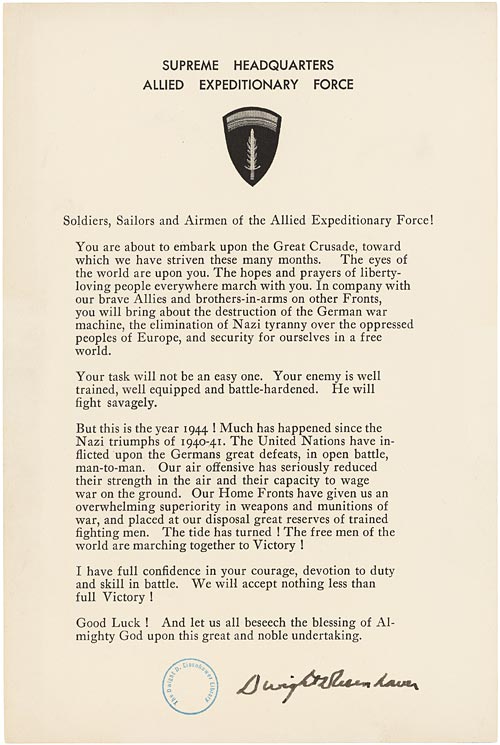 SUPREME HEADQUARTERS
ALLIED EXPEDITIONARY FORCE
Soldiers, Sailors and Airmen of the Allied Expeditionary Force!
You are about to embark upon the Great Crusade, toward
which we have striven these many months. The eyes of
the world are upon you. The hopes and prayers of liberty-
loving people everywhere march with you. In company with
our brave Allies and brothers-in-arms on other Fronts,
you will bring about the destruction of the German war
machine, the elimination of Nazi tyranny over the oppressed
peoples of Europe, and security for ourselves in a free
world.
Your task will not be an easy one. Your enemy is well
trained, well equipped and battle-hardened. He will
fight savagely.
But this is the year 1944 ! Much has happened since the
Nazi triumphs of 1940-41. The United Nations have in-
flicted upon the Germans great defeats, in open battle,
man-to-man. Our air offensive has seriously reduced
their strength in the air and their capacity to wage
war on the ground. Our Home Fronts have given us an
overwhelming superiority in weapons and munitions of
war, and placed at our disposal great reserves of trained
fighting men. The tide has turned ! The free men of the
world are marching together to Victory !
I have full confidence in your courage, devotion to duty
and skill in battle. We will accept nothing less than
full Victory !
Good Luck ! And let us all beseech the blessing of Al-
mighty God upon this great and noble undertaking.
The Dwight D. Eisenhower Library
Dwight D Eisenhower